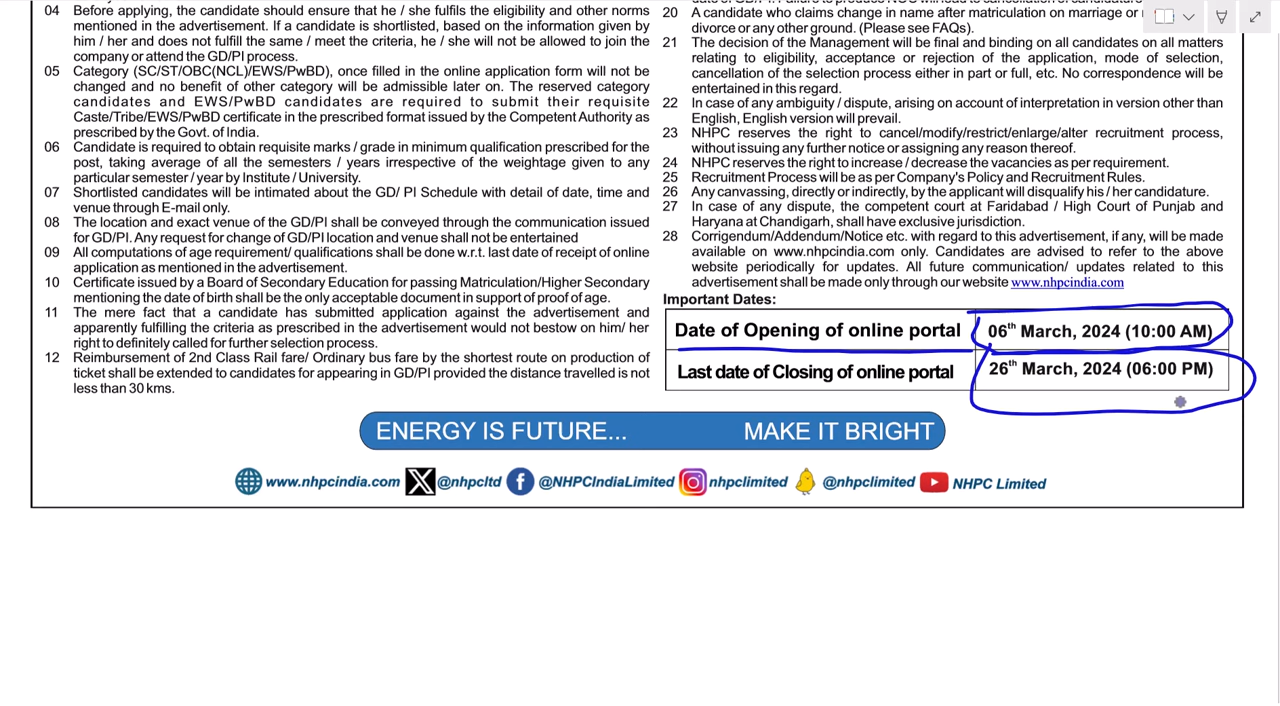 04 Before applying, the candidate should ensure that he / she fulfils the eligibility and other norms
mentioned in the advertisement. If a candidate is shortlisted, based on the information given by
him / her and does not fulfill the same / meet the criteria, he / she will not be allowed to join the
company or attend the GD/PI process.
05 Category (SC/ST/OBC(NCL)/EWS/PwBD), once filled in the online application form will not be
changed and no benefit of other category will be admissible later on. The reserved category
candidates and EWS/PwBD candidates are required to submit their requisite
Caste/Tribe/EWS/PwBD certificate in the prescribed format issued by the Competent Authority as
prescribed by the Govt. of India.
06 Candidate is required to obtain requisite marks / grade in minimum qualification prescribed for the
post, taking average of all the semesters / years irrespective of the weightage given to any
particular semester / year by Institute / University.
07 Shortlisted candidates will be intimated about the GD/ PI Schedule with detail of date, time and
venue through E-mail only.
08 The location and exact venue of the GD/PI shall be conveyed through the communication issued
for GD/PI. Any request for change of GD/PI location and venue shall not be entertained
09 All computations of age requirement/ qualifications shall be done w.r.t. last date of receipt of online
application as mentioned in the advertisement.
10 Certificate issued by a Board of Secondary Education for passing Matriculation/Higher Secondary
mentioning the date of birth shall be the only acceptable document in support of proof of age.
11 The mere fact that a candidate has submitted application against the advertisement and
apparently fulfilling the criteria as prescribed in the advertisement would not bestow on him/ her
right to definitely called for further selection process.
12 Reimbursement of 2nd Class Rail fare/ Ordinary bus fare by the shortest route on production of
ticket shall be extended to candidates for appearing in GD/PI provided the distance travelled is not
less than 30 kms.
20 A candidate who claims change in name after matriculation on marriage or
divorce or any other ground. (Please see FAQs).
21 The decision of the Management will be final and binding on all candidates on all matters
relating to eligibility, acceptance or rejection of the application, mode of selection,
cancellation of the selection process either in part or full, etc. No correspondence will be
entertained in this regard.
22 In case of any ambiguity / dispute, arising on account of interpretation in version other than
English, English version will prevail.
23 NHPC reserves the right to cancel/modify/restrict/enlarge/alter recruitment process,
without issuing any further notice or assigning any reason thereof.
24 NHPC reserves the right to increase / decrease the vacancies as per requirement.
25 Recruitment Process will be as per Company's Policy and Recruitment Rules.
26 Any canvassing, directly or indirectly, by the applicant will disqualify his / her candidature.
27 In case of any dispute, the competent court at Faridabad / High Court of Punjab and
Haryana at Chandigarh, shall have exclusive jurisdiction.
28 Corrigendum/Addendum/Notice etc. with regard to this advertisement, if any, will be made
available on www.nhpcindia.com only. Candidates are advised to refer to the above
website periodically for updates. All future communication/ updates related to this
advertisement shall be made only through our website www.nhpcindia.com
Important Dates:
Date of Opening of online portal 06th March, 2024 (10:00 AM)
Last date of Closing of online portal 26th March, 2024 (06:00 PM)
ENERGY IS FUTURE... MAKE IT BRIGHT
www.nhpcindia.com @nhpcltd @NHPCIndiaLimited nhpclimited @nhpclimited NHPC Limited